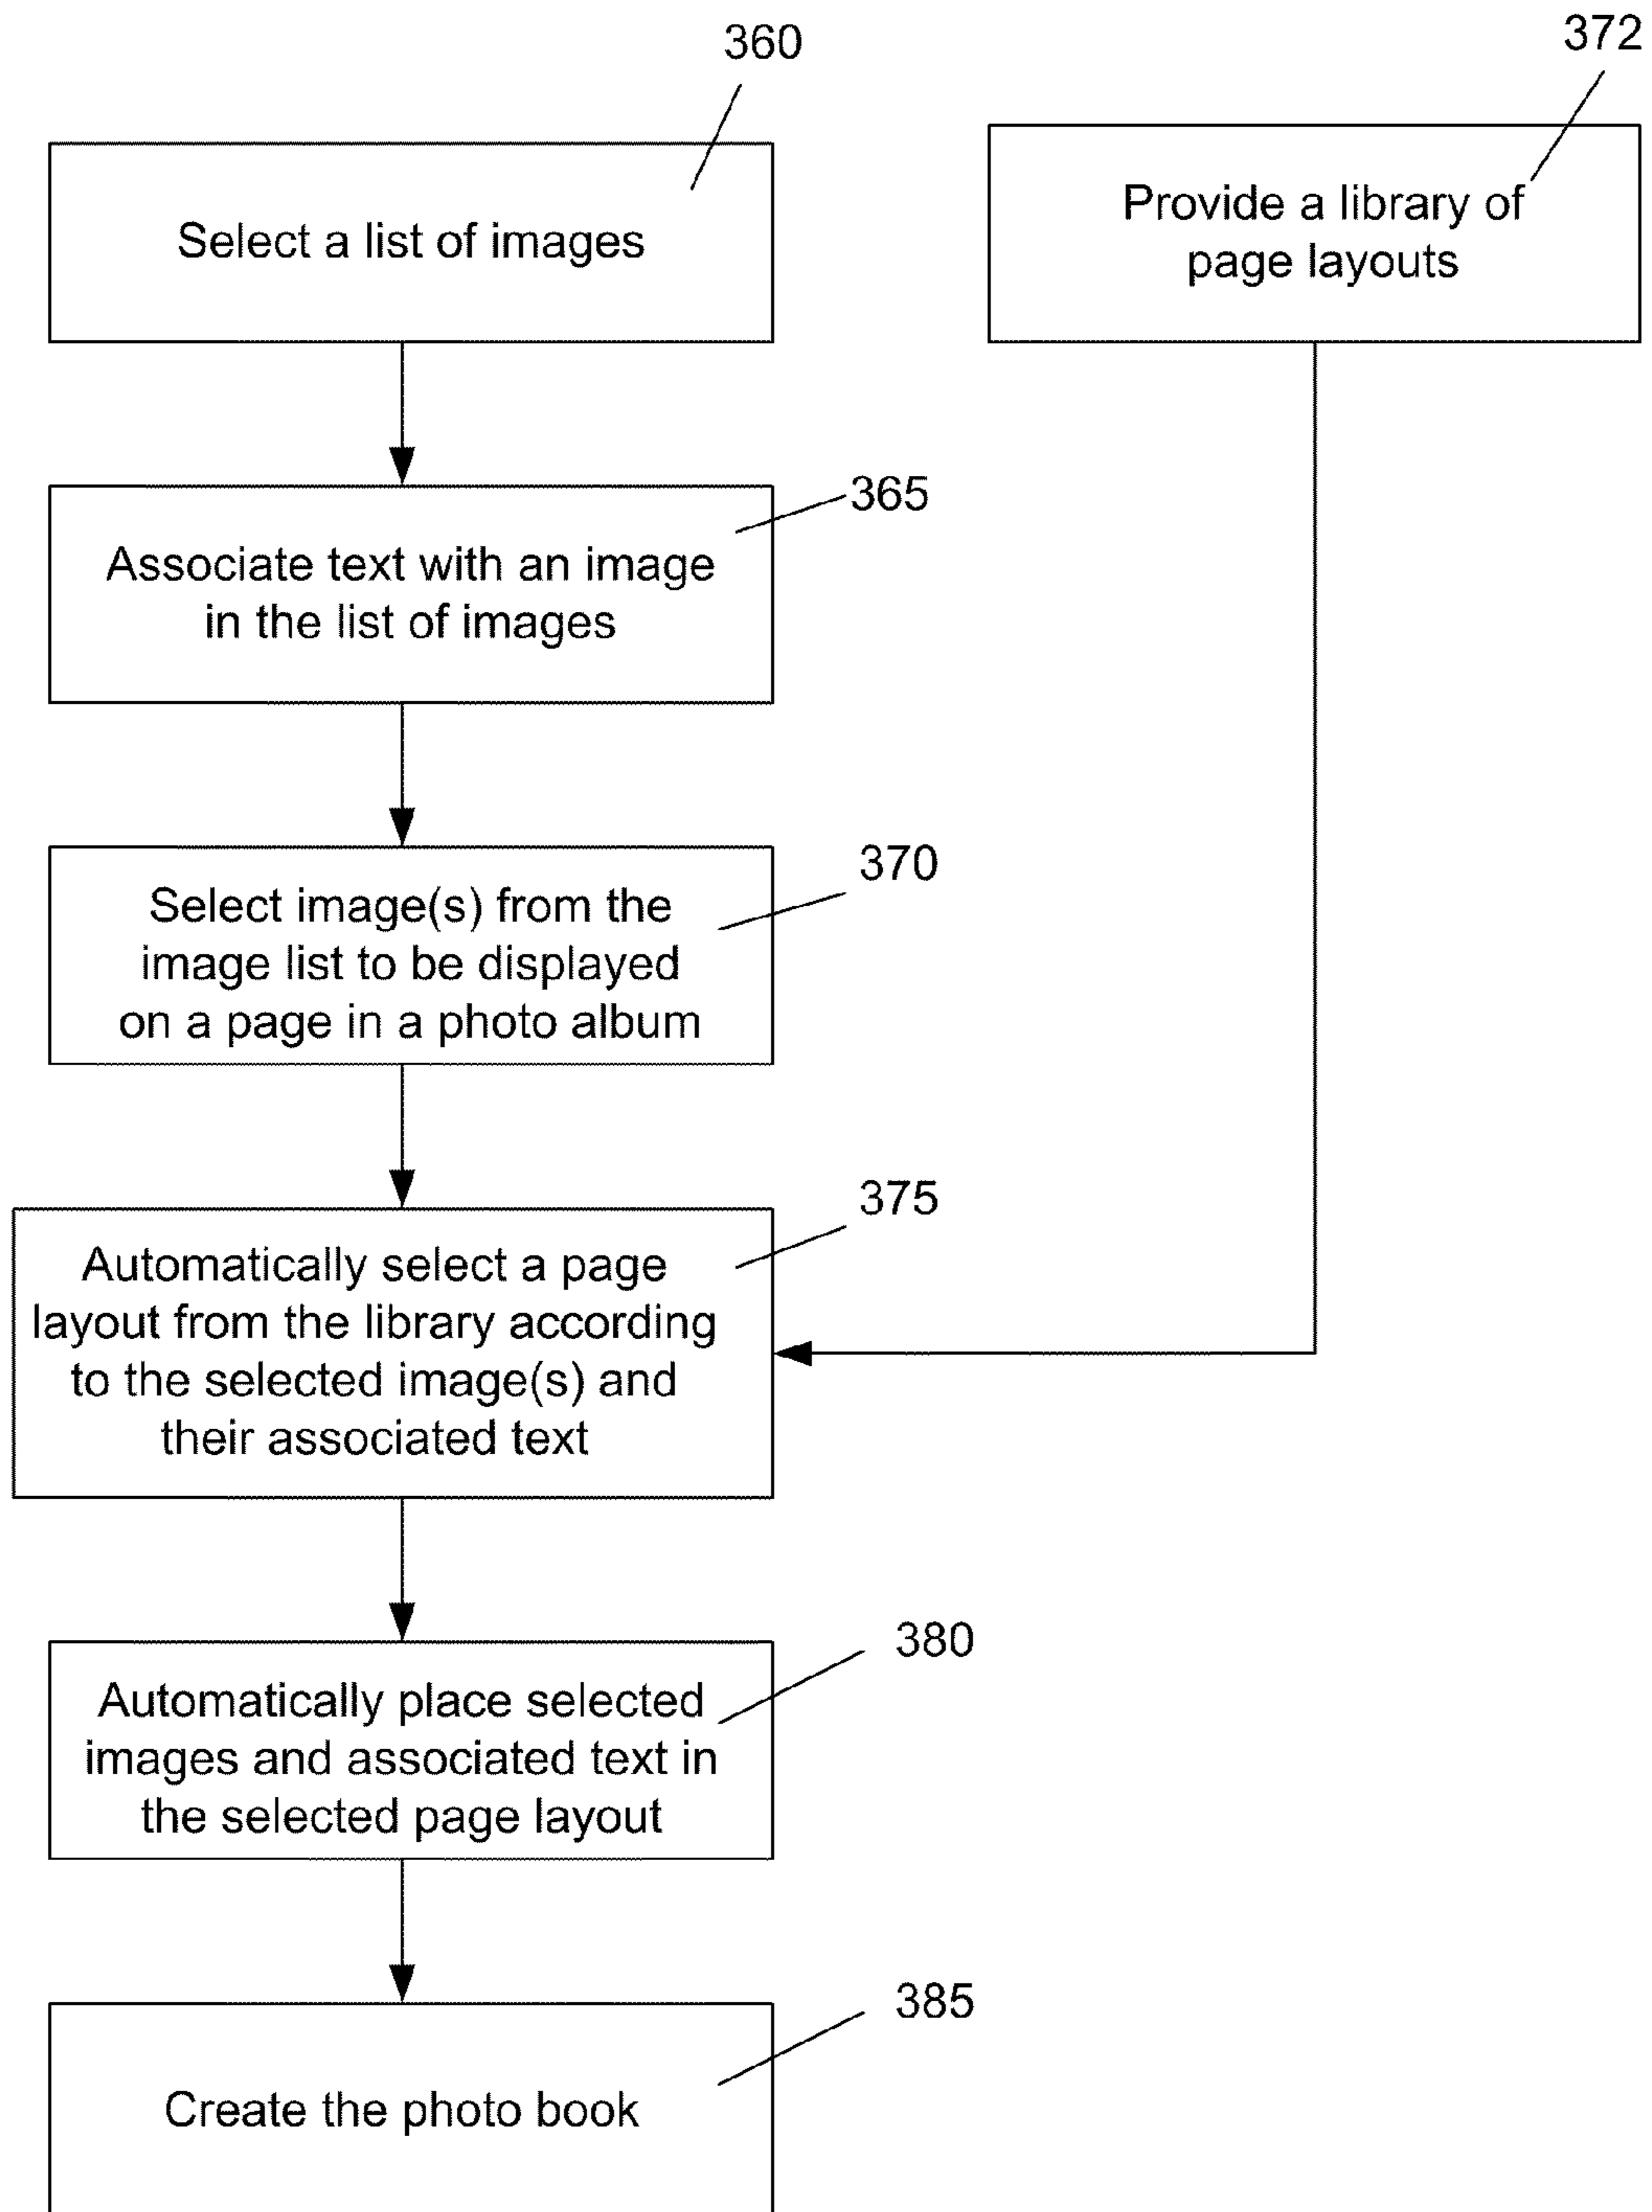 360
372
Select a list of images
Provide a library of
page layouts
365
Associate text with an image
in the list of images
370
Select image(s) from the
image list to be displayed
on a page in a photo album
375
Automatically select a page
layout from the library according
to the selected image(s) and
their associated text
380
Automatically place selected
images and associated text in
the selected page layout
385
Create the photo book